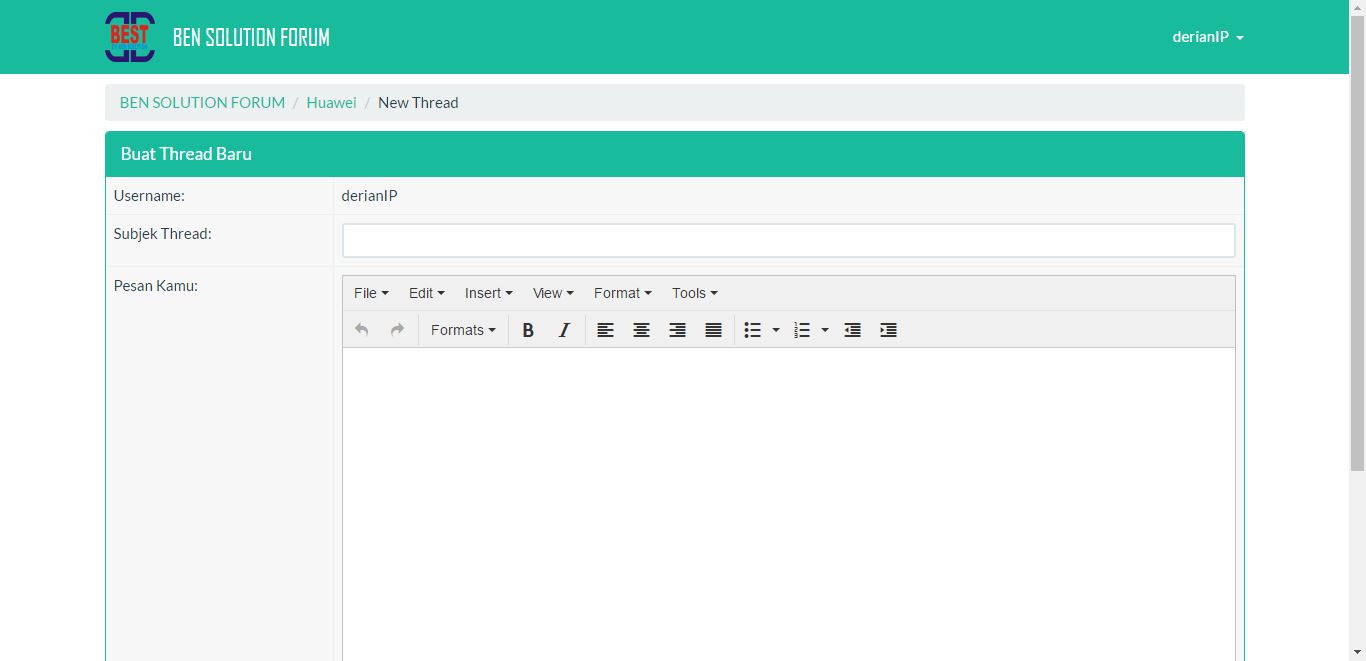 BEST
BEN SOLUTION FORUM
derianIP
BEN SOLUTION FORUM / Huawei / New Thread
Buat Thread Baru
Username: derianIP
Subjek Thread:
Pesan Kamu:
File Edit Insert View Format Tools
Formats B I